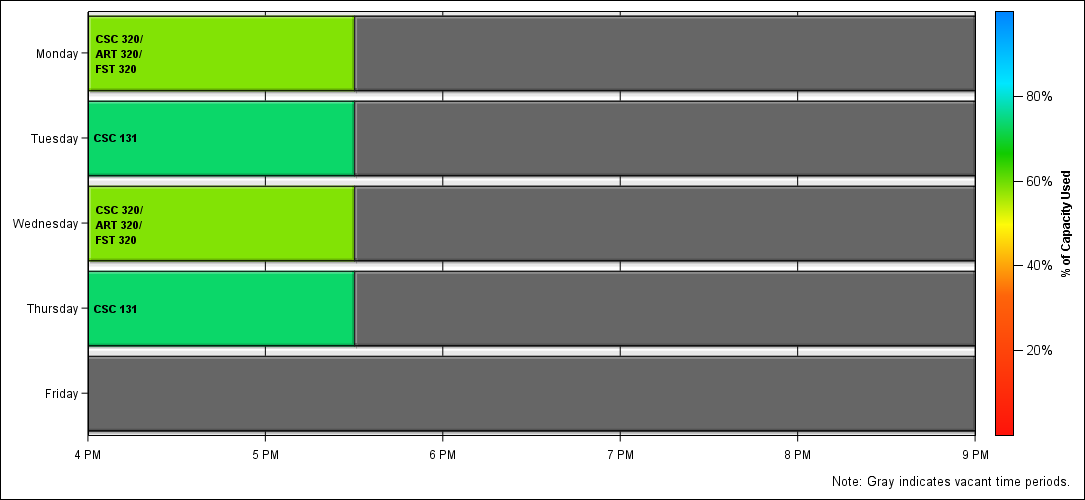 Monday
CSC 320/
ART 320/
FST 320
Tuesday
CSC 131
Wednesday
CSC 320/
ART 320/
FST 320
Thursday
CSC 131
Friday
4 PM
5 PM
6 PM
7 PM
8 PM
9 PM
80%
60%
40%
20%
% of Capacity Used
Note: Gray indicates vacant time periods.